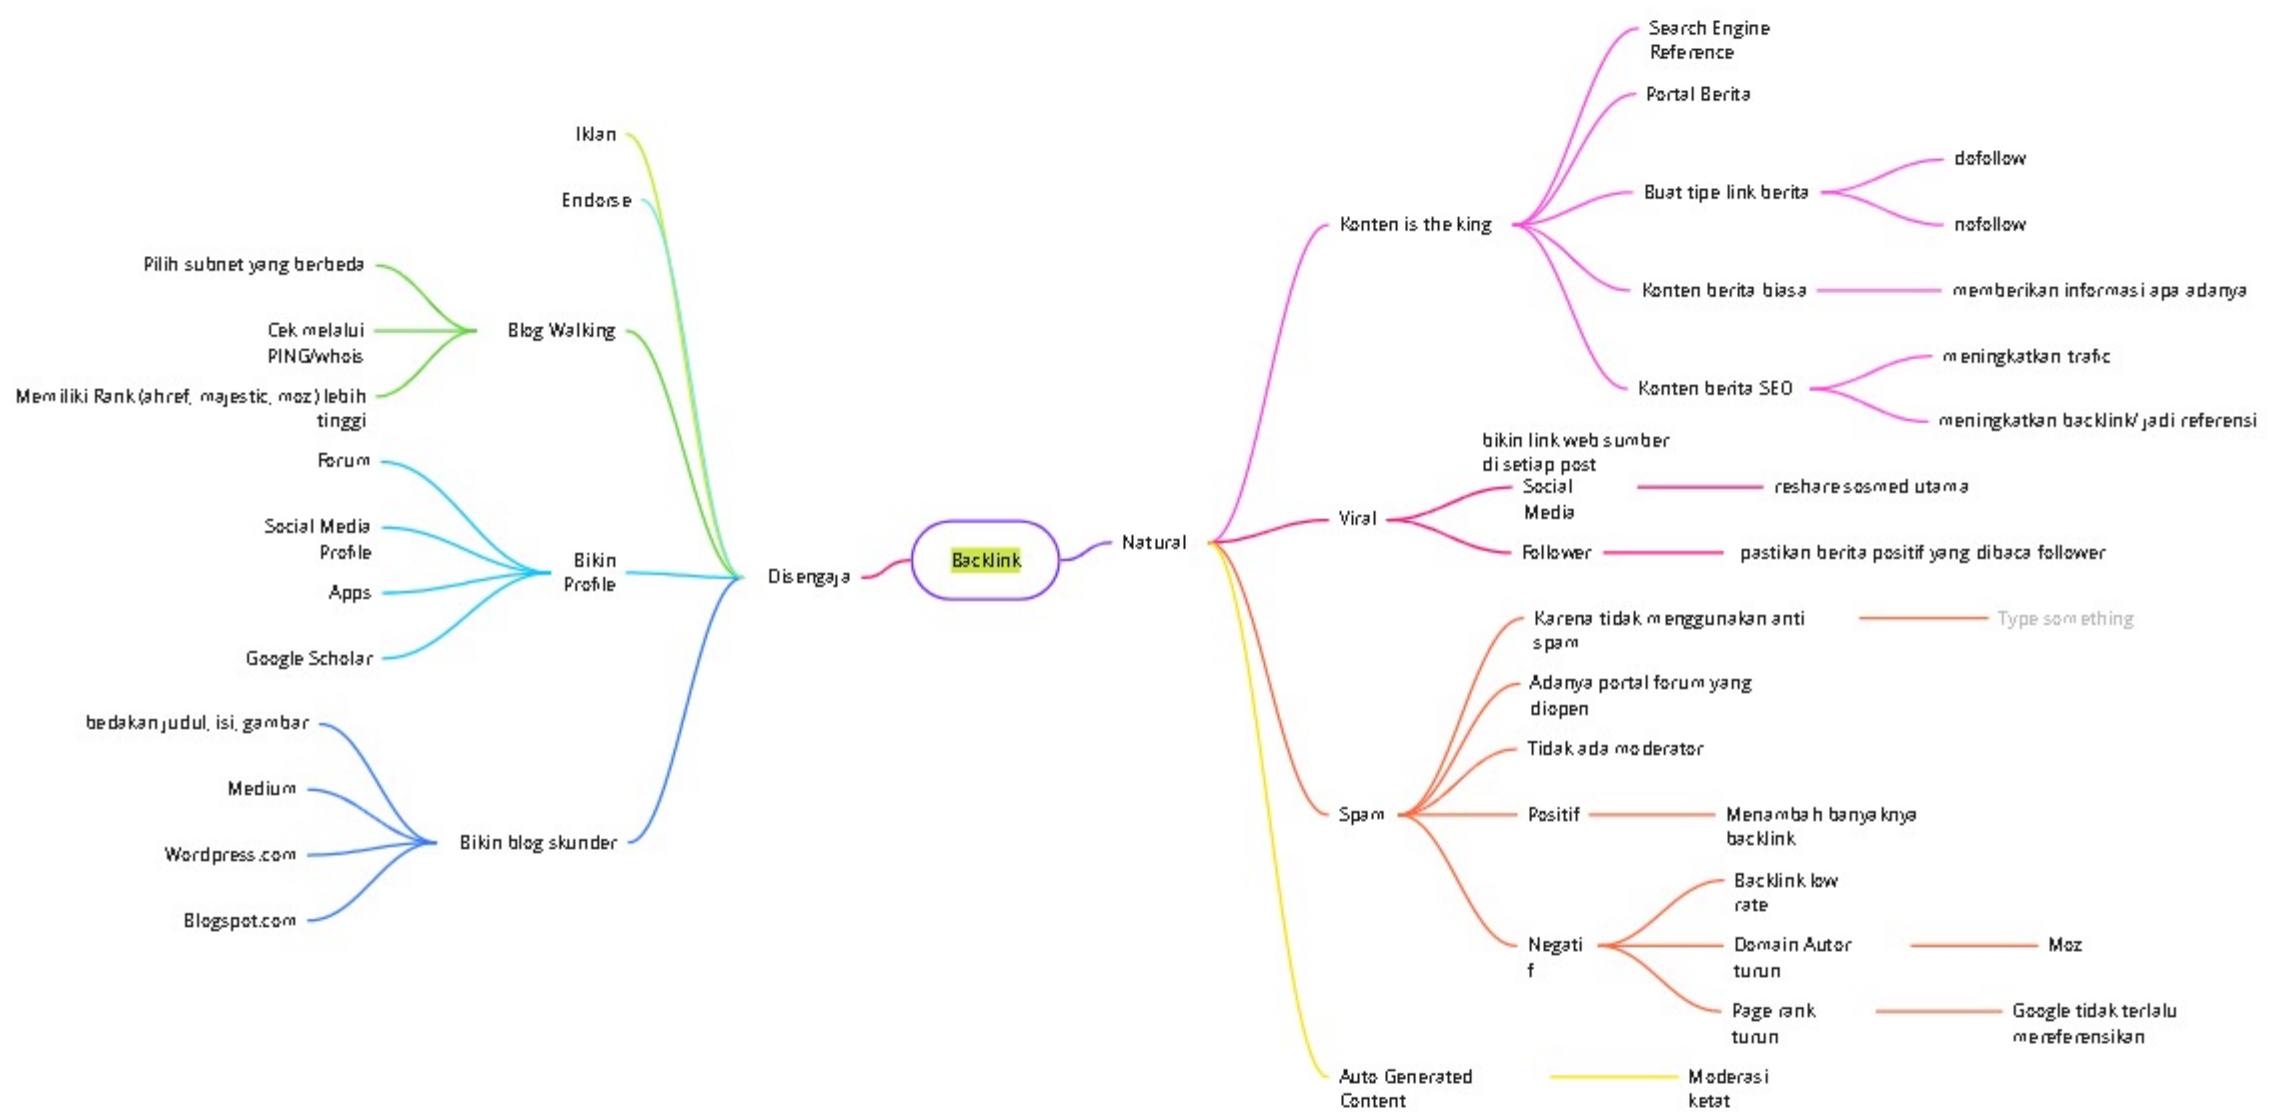 Backlink
Disengaja
Iklan
Endorse
Blog Walking
Pilih subnet yang berbeda
Cek melalui
PING/whois
Memiliki Rank (ahref, majestic, moz) lebih
tinggi
Bikin
Profile
Forum
Social Media
Profile
Apps
Google Scholar
Bikin blog skunder
bedakan judul, isi, gambar
Medium
Wordpress.com
Blogspot.com
Natural
Konten is the king
Search Engine
Reference
Portal Berita
Buat tipe link berita
dofollow
nofollow
Konten berita biasa
memberikan informasi apa adanya
Konten berita SEO
meningkatkan trafic
meningkatkan backlink/ jadi referensi
Viral
bikin link web sumber
di setiap post
Social
Media
reshare sosmed utama
Follower
pastikan berita positif yang dibaca follower
Spam
Karena tidak menggunakan anti
spam
Type something
Adanya portal forum yang
diopen
Tidak ada moderator
Positif
Menambah banyaknya
backlink
Negati
f
Backlink low
rate
Domain Autor
turun
Moz
Page rank
turun
Google tidak terlalu
mereferensikan
Auto Generated
Content
Moderasi
ketat